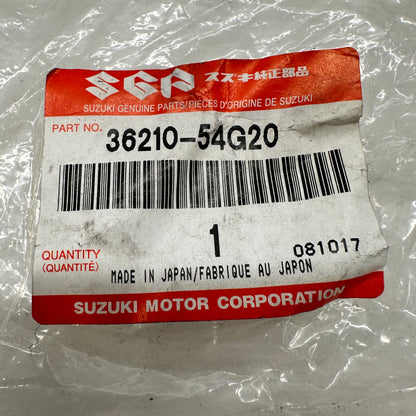 SGP スズキ純正部品
SUZUKI GENUINE PARTS/PIÈCES D'ORIGINE DE SUZUKI
PART NO. 36210-54G20
QUANTITY 1 081017
(QUANTITÉ)
MADE IN JAPAN/FABRIQUE AU JAPON
SUZUKI MOTOR CORPORATION